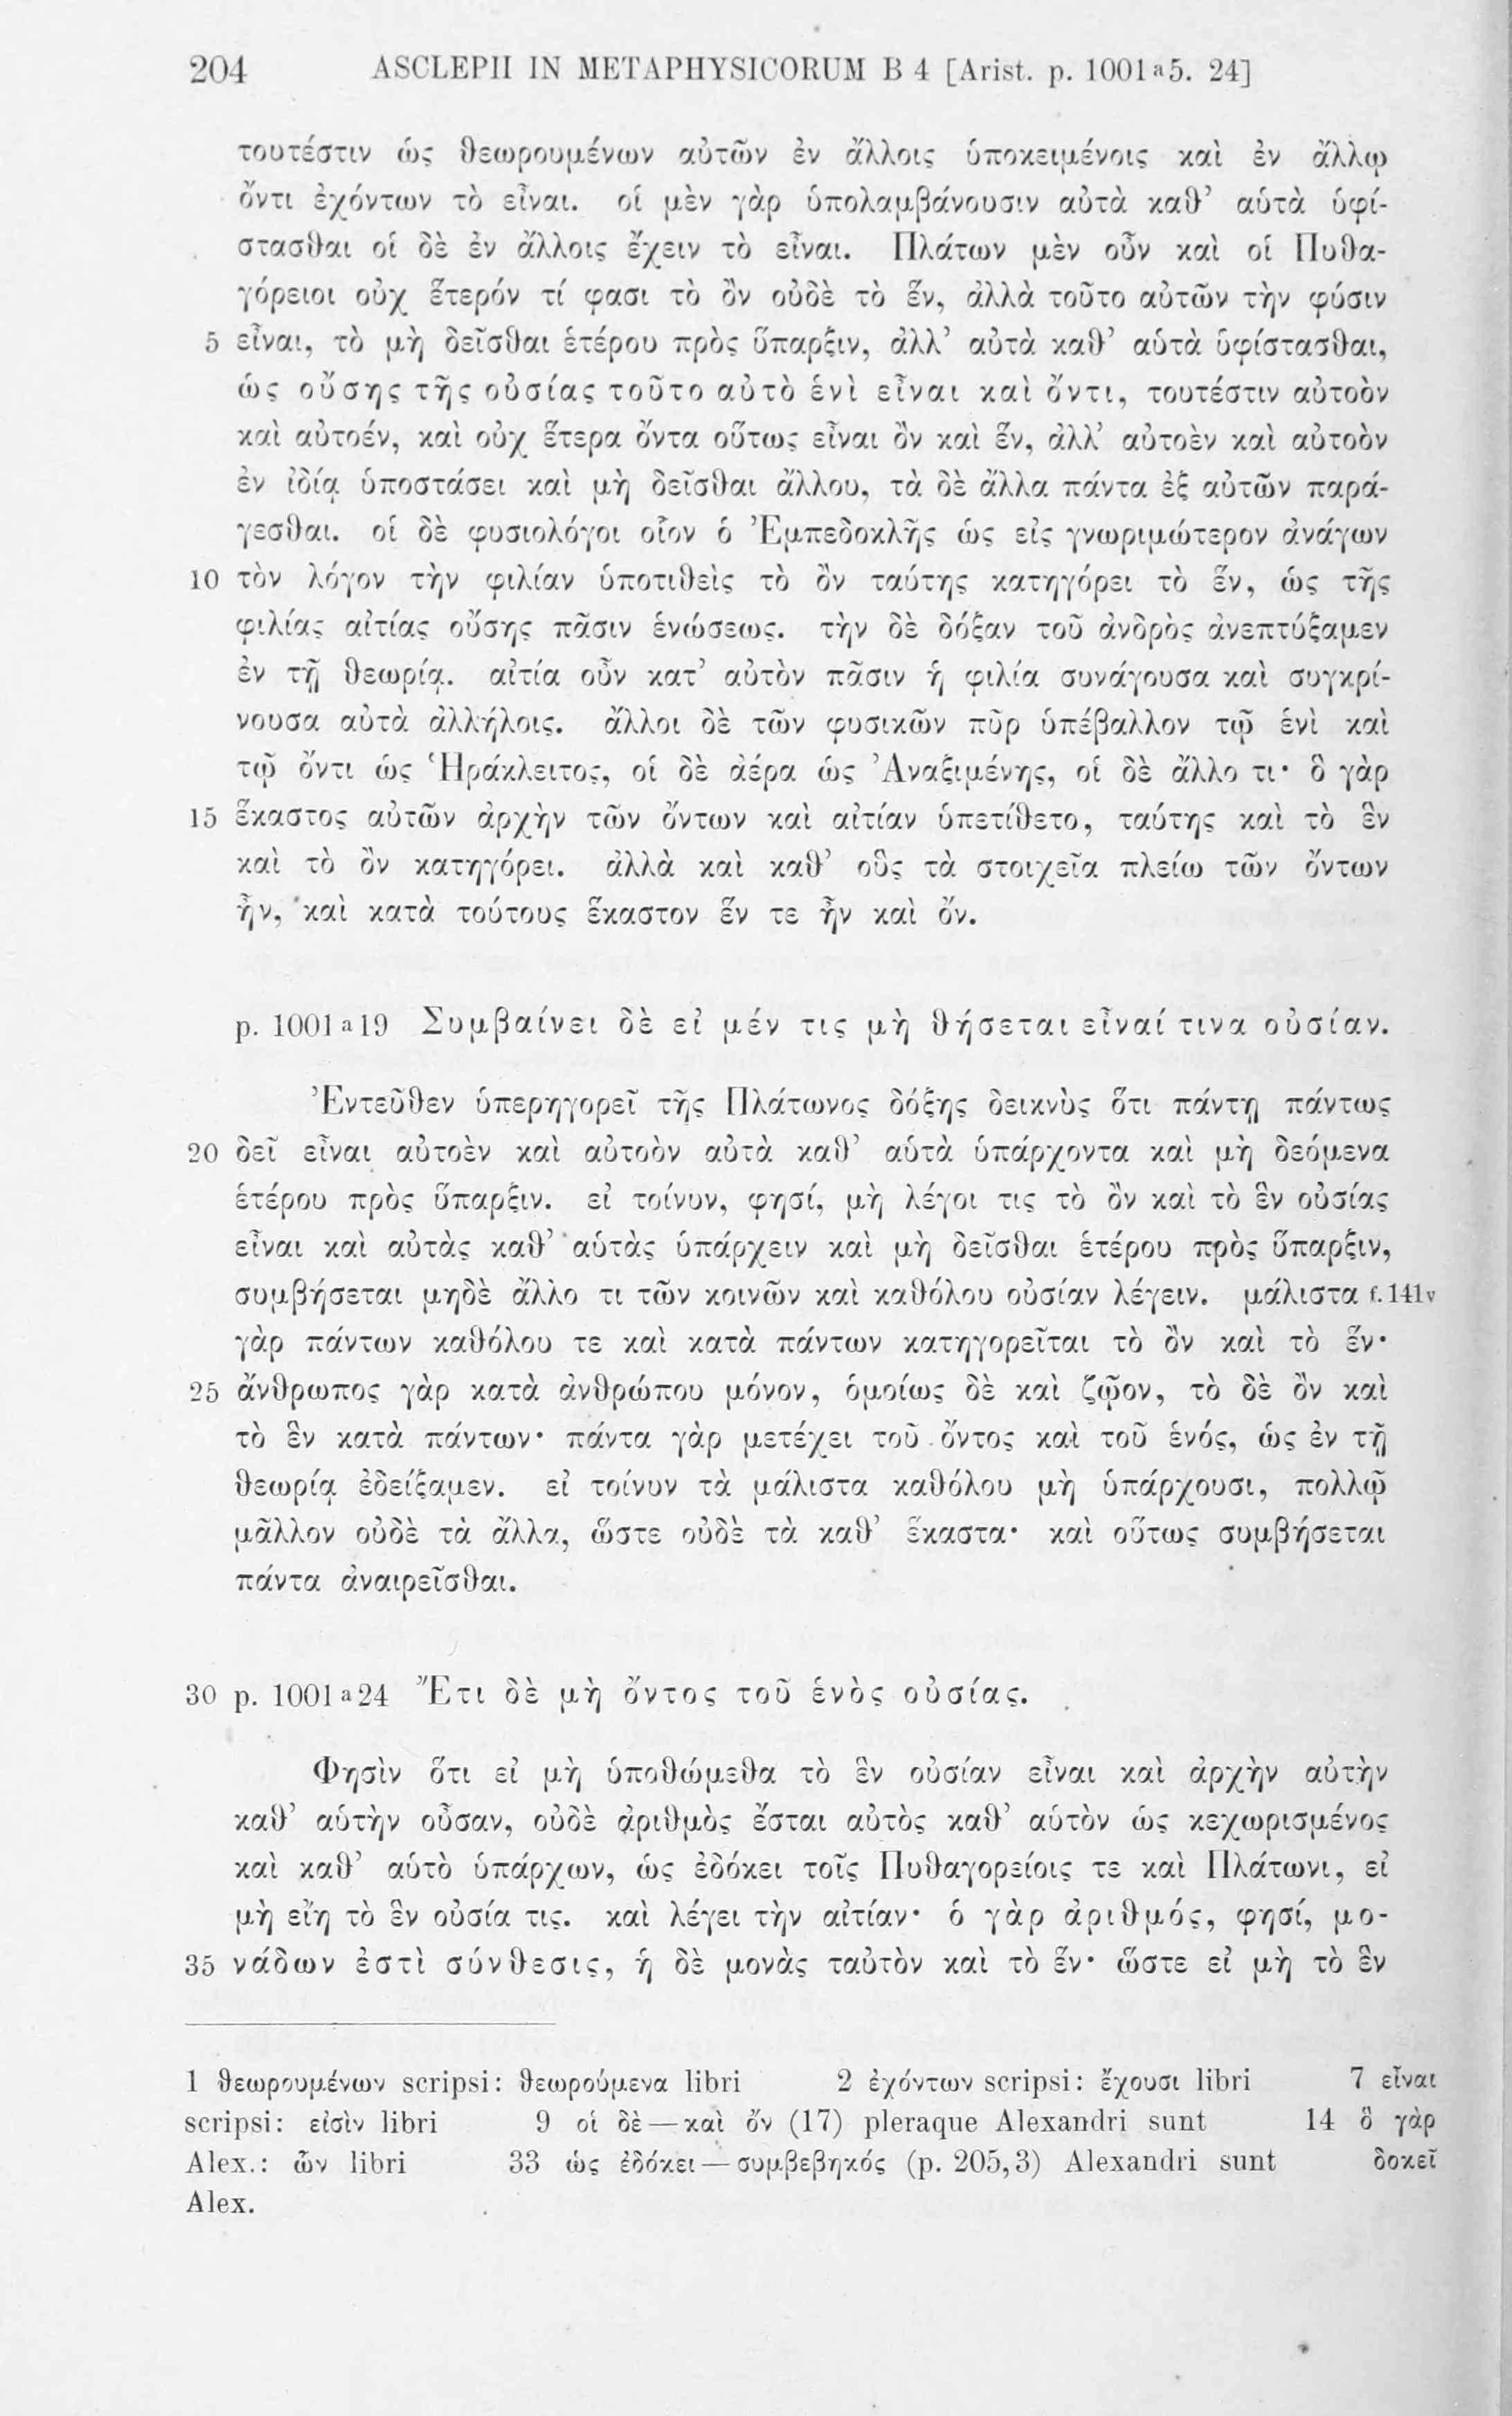 204 ASCLEPII IN METAPHYSICORUM B 4 [Arist. p. 1001 a 5. 24]
τουτέστιν ὡς θεωρουμένων αὐτῶν ἐν ἄλλοις ὑποκειμένοις καὶ ἐν ἄλλῳ
ὄντι ἐχόντων τὸ εἶναι. οἱ μὲν γὰρ ὑπολαμβάνουσιν αὐτὰ καθ’ αὑτὰ ὑφί-
στασθαι οἱ δὲ ἐν ἄλλοις ἔχειν τὸ εἶναι. Πλάτων μὲν οὖν καὶ οἱ Πυθα-
γόρειοι οὐχ ἕτερόν τί φασι τὸ ὂν οὐδὲ τὸ ἕν, ἀλλὰ τοῦτο αὐτῶν τὴν φύσιν
5 εἶναι, τὸ μὴ δεῖσθαι ἑτέρου πρὸς ὕπαρξιν, ἀλλ’ αὐτὰ καθ’ αὑτὰ ὑφίστασθαι,
ὡς οὔσης τῆς οὐσίας τοῦτο αὐτὸ ἑνὶ εἶναι καὶ ὄντι, τουτέστιν αὐτοὸν
καὶ αὐτοέν, καὶ οὐχ ἕτερα ὄντα οὕτως εἶναι ὂν καὶ ἕν, ἀλλ’ αὐτοὲν καὶ αὐτοὸν
ἐν ἰδίᾳ ὑποστάσει καὶ μὴ δεῖσθαι ἄλλου, τὰ δὲ ἄλλα πάντα ἐξ αὐτῶν παρά-
γεσθαι. οἱ δὲ φυσιολόγοι οἷον ὁ Ἐμπεδοκλῆς ὡς εἰς γνωριμώτερον ἀνάγων
10 τὸν λόγον τὴν φιλίαν ὑποτιθεὶς τὸ ὂν ταύτης κατηγόρει τὸ ἕν, ὡς τῆς
φιλίας αἰτίας οὔσης πᾶσιν ἑνώσεως. τὴν δὲ δόξαν τοῦ ἀνδρὸς ἀνεπτύξαμεν
ἐν τῇ θεωρίᾳ. αἰτία οὖν κατ’ αὐτὸν πᾶσιν ἡ φιλία συνάγουσα καὶ συγκρί-
νουσα αὐτὰ ἀλλήλοις. ἄλλοι δὲ τῶν φυσικῶν πῦρ ὑπέβαλλον τῷ ἑνὶ καὶ
τῷ ὄντι ὡς Ἡράκλειτος, οἱ δὲ ἀέρα ὡς Ἀναξιμένης, οἱ δὲ ἄλλο τι· ὃ γὰρ
15 ἕκαστος αὐτῶν ἀρχὴν τῶν ὄντων καὶ αἰτίαν ὑπετίθετο, ταύτης καὶ τὸ ἓν
καὶ τὸ ὂν κατηγόρει. ἀλλὰ καὶ καθ’ οὓς τὰ στοιχεῖα πλείω τῶν ὄντων
ἦν, καὶ κατὰ τούτους ἕκαστον ἕν τε ἦν καὶ ὄν.
p. 1001 a 19 Συμβαίνει δὲ εἰ μέν τις μὴ θήσεται εἶναί τινα οὐσίαν.
Ἐντεῦθεν ὑπερηγορεῖ τῆς Πλάτωνος δόξης δεικνὺς ὅτι πάντῃ πάντως
20 δεῖ εἶναι αὐτοὲν καὶ αὐτοὸν αὐτὰ καθ’ αὑτὰ ὑπάρχοντα καὶ μὴ δεόμενα
ἑτέρου πρὸς ὕπαρξιν. εἰ τοίνυν, φησί, μὴ λέγοι τις τὸ ὂν καὶ τὸ ἓν οὐσίας
εἶναι καὶ αὐτὰς καθ’ αὑτὰς ὑπάρχειν καὶ μὴ δεῖσθαι ἑτέρου πρὸς ὕπαρξιν,
συμβήσεται μηδὲ ἄλλο τι τῶν κοινῶν καὶ καθόλου οὐσίαν λέγειν. μάλιστα f. 141v
γὰρ πάντων καθόλου τε καὶ κατὰ πάντων κατηγορεῖται τὸ ὂν καὶ τὸ ἕν·
25 ἄνθρωπος γὰρ κατὰ ἀνθρώπου μόνον, ὁμοίως δὲ καὶ ζῷον, τὸ δὲ ὂν καὶ
τὸ ἓν κατὰ πάντων· πάντα γὰρ μετέχει τοῦ ὄντος καὶ τοῦ ἑνός, ὡς ἐν τῇ
θεωρίᾳ ἐδείξαμεν. εἰ τοίνυν τὰ μάλιστα καθόλου μὴ ὑπάρχουσι, πολλῷ
μᾶλλον οὐδὲ τὰ ἄλλα, ὥστε οὐδὲ τὰ καθ’ ἕκαστα· καὶ οὕτως συμβήσεται
πάντα ἀναιρεῖσθαι.
30 p. 1001 a 24 Ἔτι δὲ μὴ ὄντος τοῦ ἑνὸς οὐσίας.
Φησὶν ὅτι εἰ μὴ ὑποθώμεθα τὸ ἓν οὐσίαν εἶναι καὶ ἀρχὴν αὐτὴν
καθ’ αὑτὴν οὖσαν, οὐδὲ ἀριθμὸς ἔσται αὐτὸς καθ’ αὑτὸν ὡς κεχωρισμένος
καὶ καθ’ αὑτὸ ὑπάρχων, ὡς ἐδόκει τοῖς Πυθαγορείοις τε καὶ Πλάτωνι, εἰ
μὴ εἴη τὸ ἓν οὐσία τις. καὶ λέγει τὴν αἰτίαν· ὁ γὰρ ἀριθμός, φησί, μο-
35 νάδων ἐστὶ σύνθεσις, ἡ δὲ μονὰς ταὐτὸν καὶ τὸ ἕν· ὥστε εἰ μὴ τὸ ἓν
1 θεωρουμένων scripsi: θεωρούμενα libri 2 ἐχόντων scripsi: ἔχουσι libri 7 εἶναι
scripsi: εἰσὶν libri 9 οἱ δὲ — καὶ ὄν (17) pleraque Alexandri sunt 14 ὃ γὰρ
Alex.: ὧν libri 33 ὡς ἐδόκει — συμβεβηκός (p. 205,3) Alexandri sunt δοκεῖ
Alex.